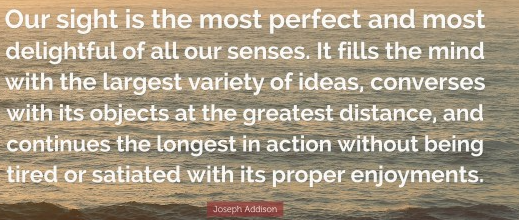 Our sight is the most perfect and most
delightful of all our senses. It fills the mind
with the largest variety of ideas, converses
with its objects at the greatest distance, and
continues the longest in action without being
tired or satiated with its proper enjoyments.
Joseph Addison